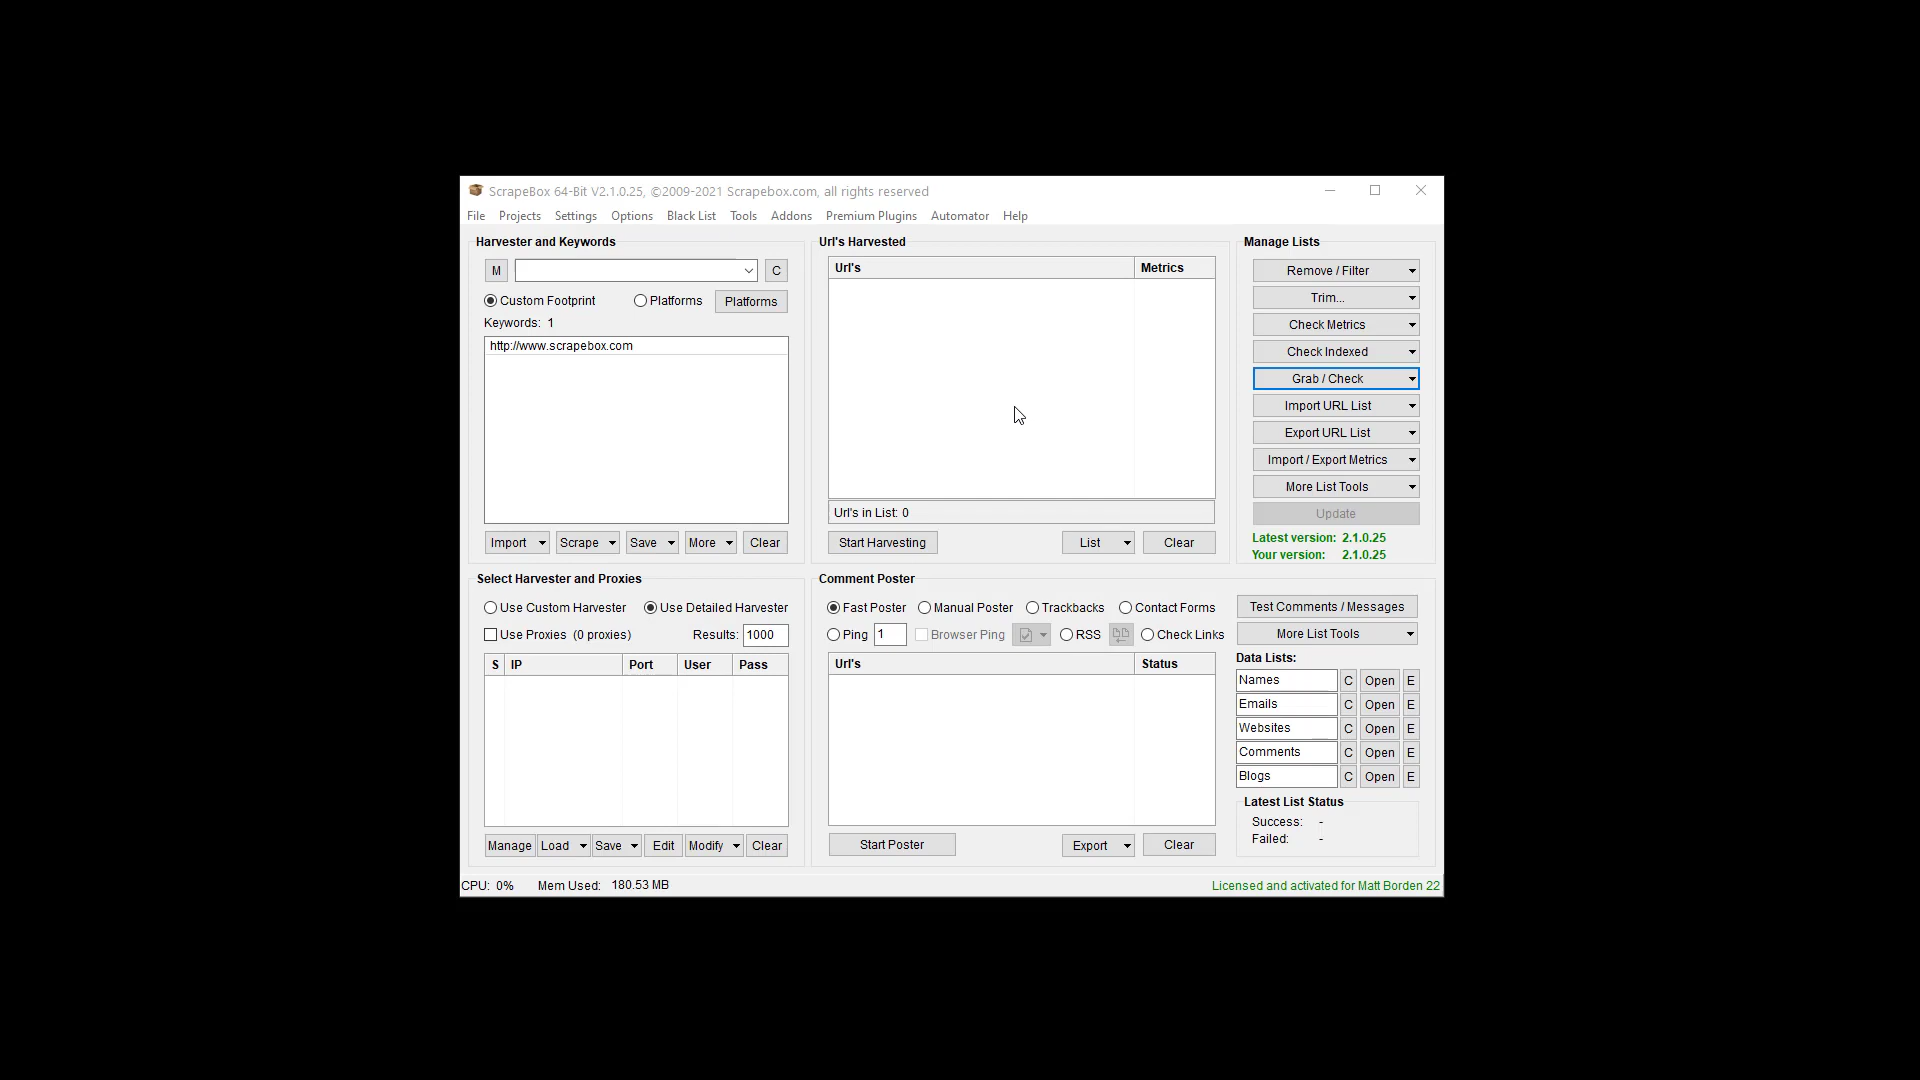 ScrapeBox 64-Bit V2.1.0.25, ©2009-2021 Scrapebox.com, all rights reserved
File Projects Settings Options Black List Tools Addons Premium Plugins Automator Help
Harvester and Keywords
M C
Custom Footprint Platforms Platforms
Keywords: 1
http://www.scrapebox.com
Import Scrape Save More Clear
Url's Harvested
Url's Metrics
Url's in List: 0
Start Harvesting List Clear
Manage Lists
Remove / Filter
Trim...
Check Metrics
Check Indexed
Grab / Check
Import URL List
Export URL List
Import / Export Metrics
More List Tools
Update
Latest version: 2.1.0.25
Your version: 2.1.0.25
Select Harvester and Proxies
Use Custom Harvester Use Detailed Harvester
Use Proxies (0 proxies) Results: 1000
S IP Port User Pass
Manage Load Save Edit Modify Clear
Comment Poster
Fast Poster Manual Poster Trackbacks Contact Forms
Ping 1 Browser Ping RSS Check Links
Url's Status
Start Poster Export Clear
Test Comments / Messages
More List Tools
Data Lists:
Names C Open E
Emails C Open E
Websites C Open E
Comments C Open E
Blogs C Open E
Latest List Status
Success: -
Failed: -
CPU: 0% Mem Used: 180.53 MB Licensed and activated for Matt Borden 22